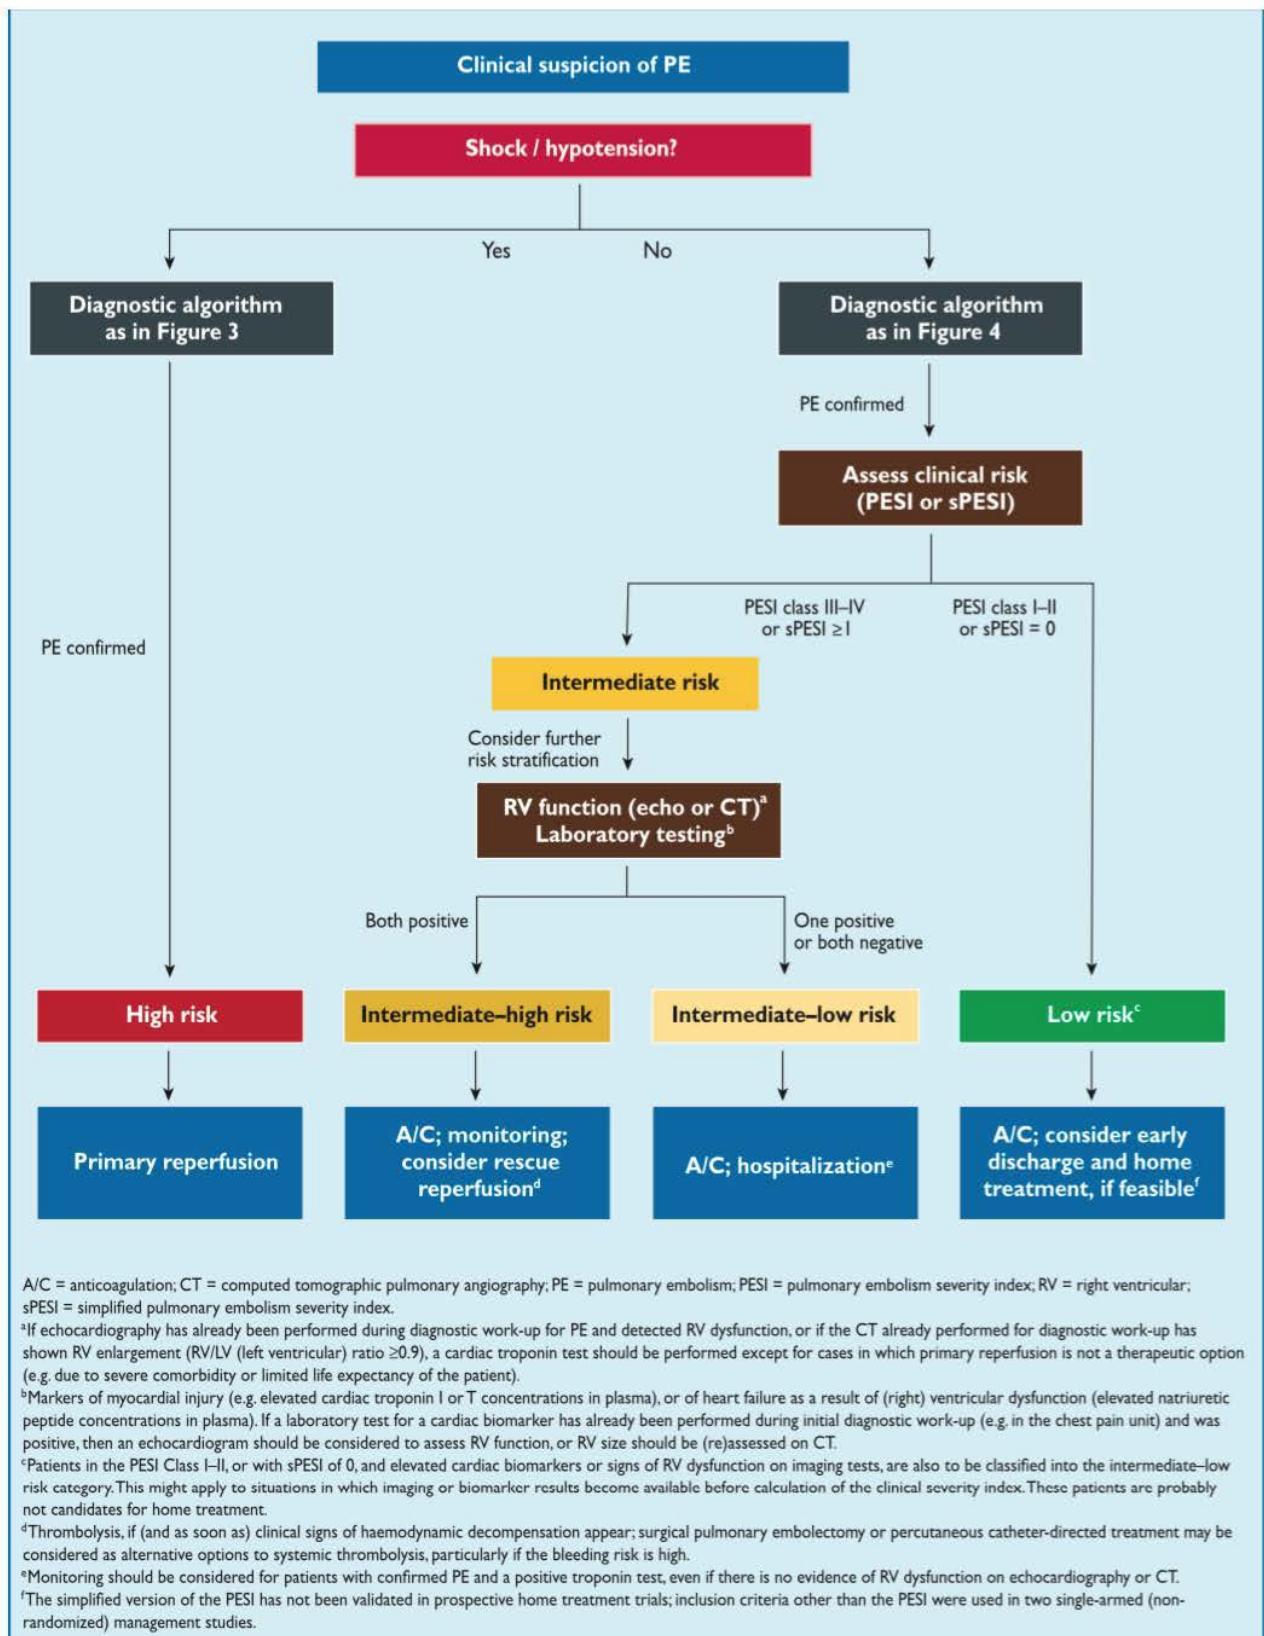 Clinical suspicion of PE
Shock / hypotension?
Yes
No
Diagnostic algorithm
as in Figure 3
Diagnostic algorithm
as in Figure 4
PE confirmed
Assess clinical risk
(PESI or sPESI)
PESI class III–IV
or sPESI ≥1
PESI class I–II
or sPESI = 0
PE confirmed
Intermediate risk
Consider further
risk stratification
RV function (echo or CT)ᵃ
Laboratory testingᵇ
Both positive
One positive
or both negative
High risk
Intermediate–high risk
Intermediate–low risk
Low riskᶜ
Primary reperfusion
A/C; monitoring;
consider rescue
reperfusionᵈ
A/C; hospitalizationᵉ
A/C; consider early
discharge and home
treatment, if feasibleᶠ
A/C = anticoagulation; CT = computed tomographic pulmonary angiography; PE = pulmonary embolism; PESI = pulmonary embolism severity index; RV = right ventricular;
sPESI = simplified pulmonary embolism severity index.
ᵃIf echocardiography has already been performed during diagnostic work-up for PE and detected RV dysfunction, or if the CT already performed for diagnostic work-up has
shown RV enlargement (RV/LV (left ventricular) ratio ≥0.9), a cardiac troponin test should be performed except for cases in which primary reperfusion is not a therapeutic option
(e.g. due to severe comorbidity or limited life expectancy of the patient).
ᵇMarkers of myocardial injury (e.g. elevated cardiac troponin I or T concentrations in plasma), or of heart failure as a result of (right) ventricular dysfunction (elevated natriuretic
peptide concentrations in plasma). If a laboratory test for a cardiac biomarker has already been performed during initial diagnostic work-up (e.g. in the chest pain unit) and was
positive, then an echocardiogram should be considered to assess RV function, or RV size should be (re)assessed on CT.
ᶜPatients in the PESI Class I–II, or with sPESI of 0, and elevated cardiac biomarkers or signs of RV dysfunction on imaging tests, are also to be classified into the intermediate–low
risk category. This might apply to situations in which imaging or biomarker results become available before calculation of the clinical severity index. These patients are probably
not candidates for home treatment.
ᵈThrombolysis, if (and as soon as) clinical signs of haemodynamic decompensation appear; surgical pulmonary embolectomy or percutaneous catheter-directed treatment may be
considered as alternative options to systemic thrombolysis, particularly if the bleeding risk is high.
ᵉMonitoring should be considered for patients with confirmed PE and a positive troponin test, even if there is no evidence of RV dysfunction on echocardiography or CT.
ᶠThe simplified version of the PESI has not been validated in prospective home treatment trials; inclusion criteria other than the PESI were used in two single-armed (non-
randomized) management studies.